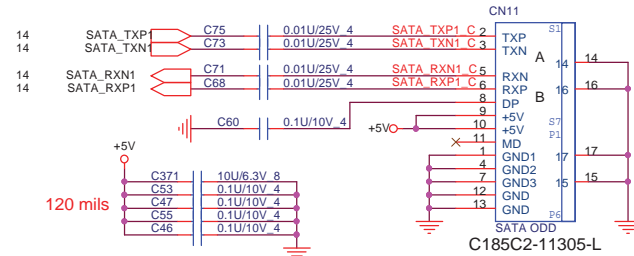 CN11
14 SATA_TXP1 C75 0.01U/25V_4 SATA_TXP1_C 2 TXP S1
14 SATA_TXN1 C73 0.01U/25V_4 SATA_TXN1_C 3 TXN
A 14 14
14 SATA_RXN1 C71 0.01U/25V_4 SATA_RXN1_C 5 RXN
14 SATA_RXP1 C68 0.01U/25V_4 SATA_RXP1_C 6 RXP 16 16
B
C60 0.1U/10V_4 8 DP
9 +5V S7
+5V 10 +5V P1
11 MD
1 GND1 17 17
4 GND2
7 GND3 15 15
12 GND
13 GND P6
SATA ODD
C185C2-11305-L
+5V
C371 10U/6.3V_8
C53 0.1U/10V_4
C47 0.1U/10V_4
C55 0.1U/10V_4
C46 0.1U/10V_4
120 mils